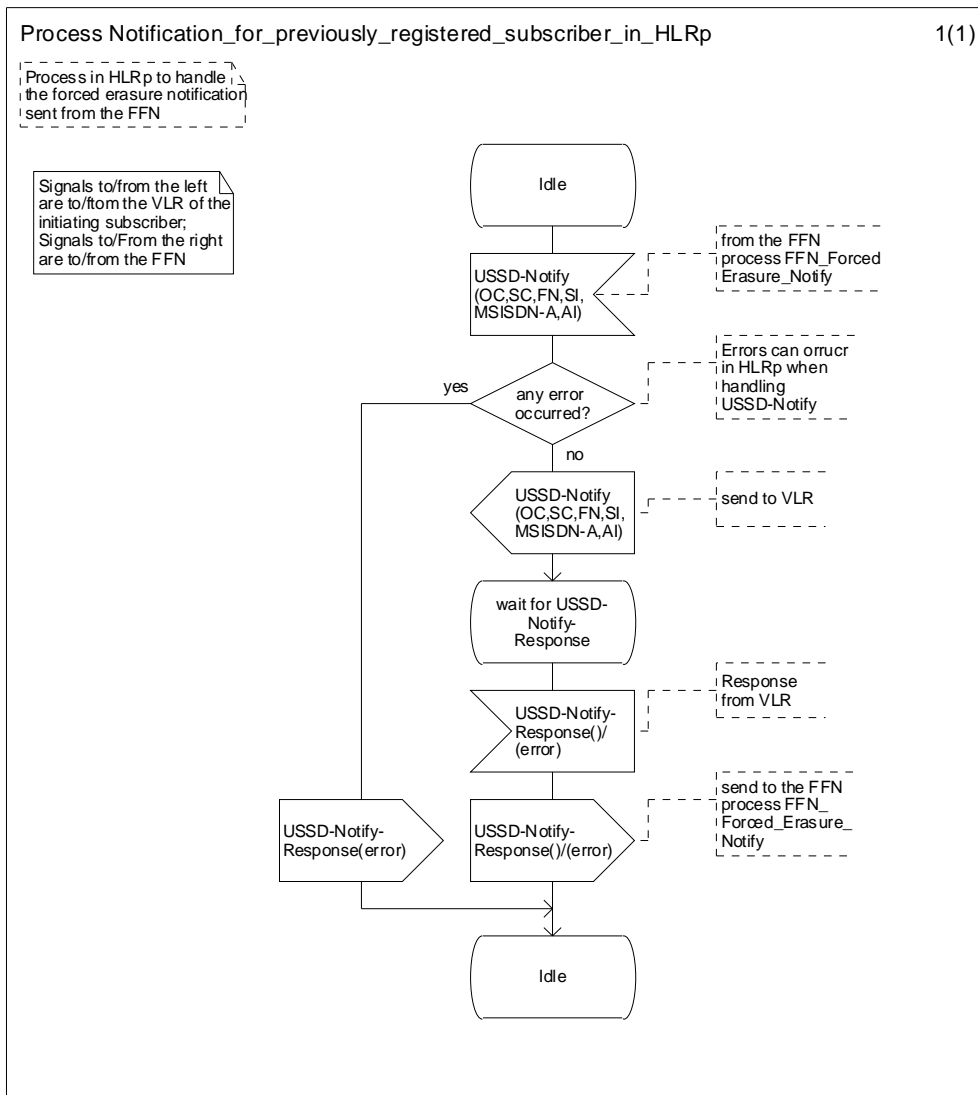 Process Notification_for_previously_registered_subscriber_in_HLRp
1(1)
Process in HLRp to handle
the forced erasure notification
sent from the FFN
Signals to/from the left
are to/ftom the VLR of the
initiating subscriber;
Signals to/From the right
are to/from the FFN
Idle
USSD-Notify
(OC,SC,FN,SI,
MSISDN-A,AI)
from the FFN
process FFN_Forced
Erasure_Notify
yes
any error
occurred?
Errors can orrucr
in HLRp when
handling
USSD-Notify
no
USSD-Notify
(OC,SC,FN,SI,
MSISDN-A,AI)
send to VLR
wait for USSD-
Notify-
Response
USSD-Notify-
Response()/
(error)
Response
from VLR
USSD-Notify-
Response(error)
USSD-Notify-
Response()/(error)
send to the FFN
process FFN_
Forced_Erasure_
Notify
Idle